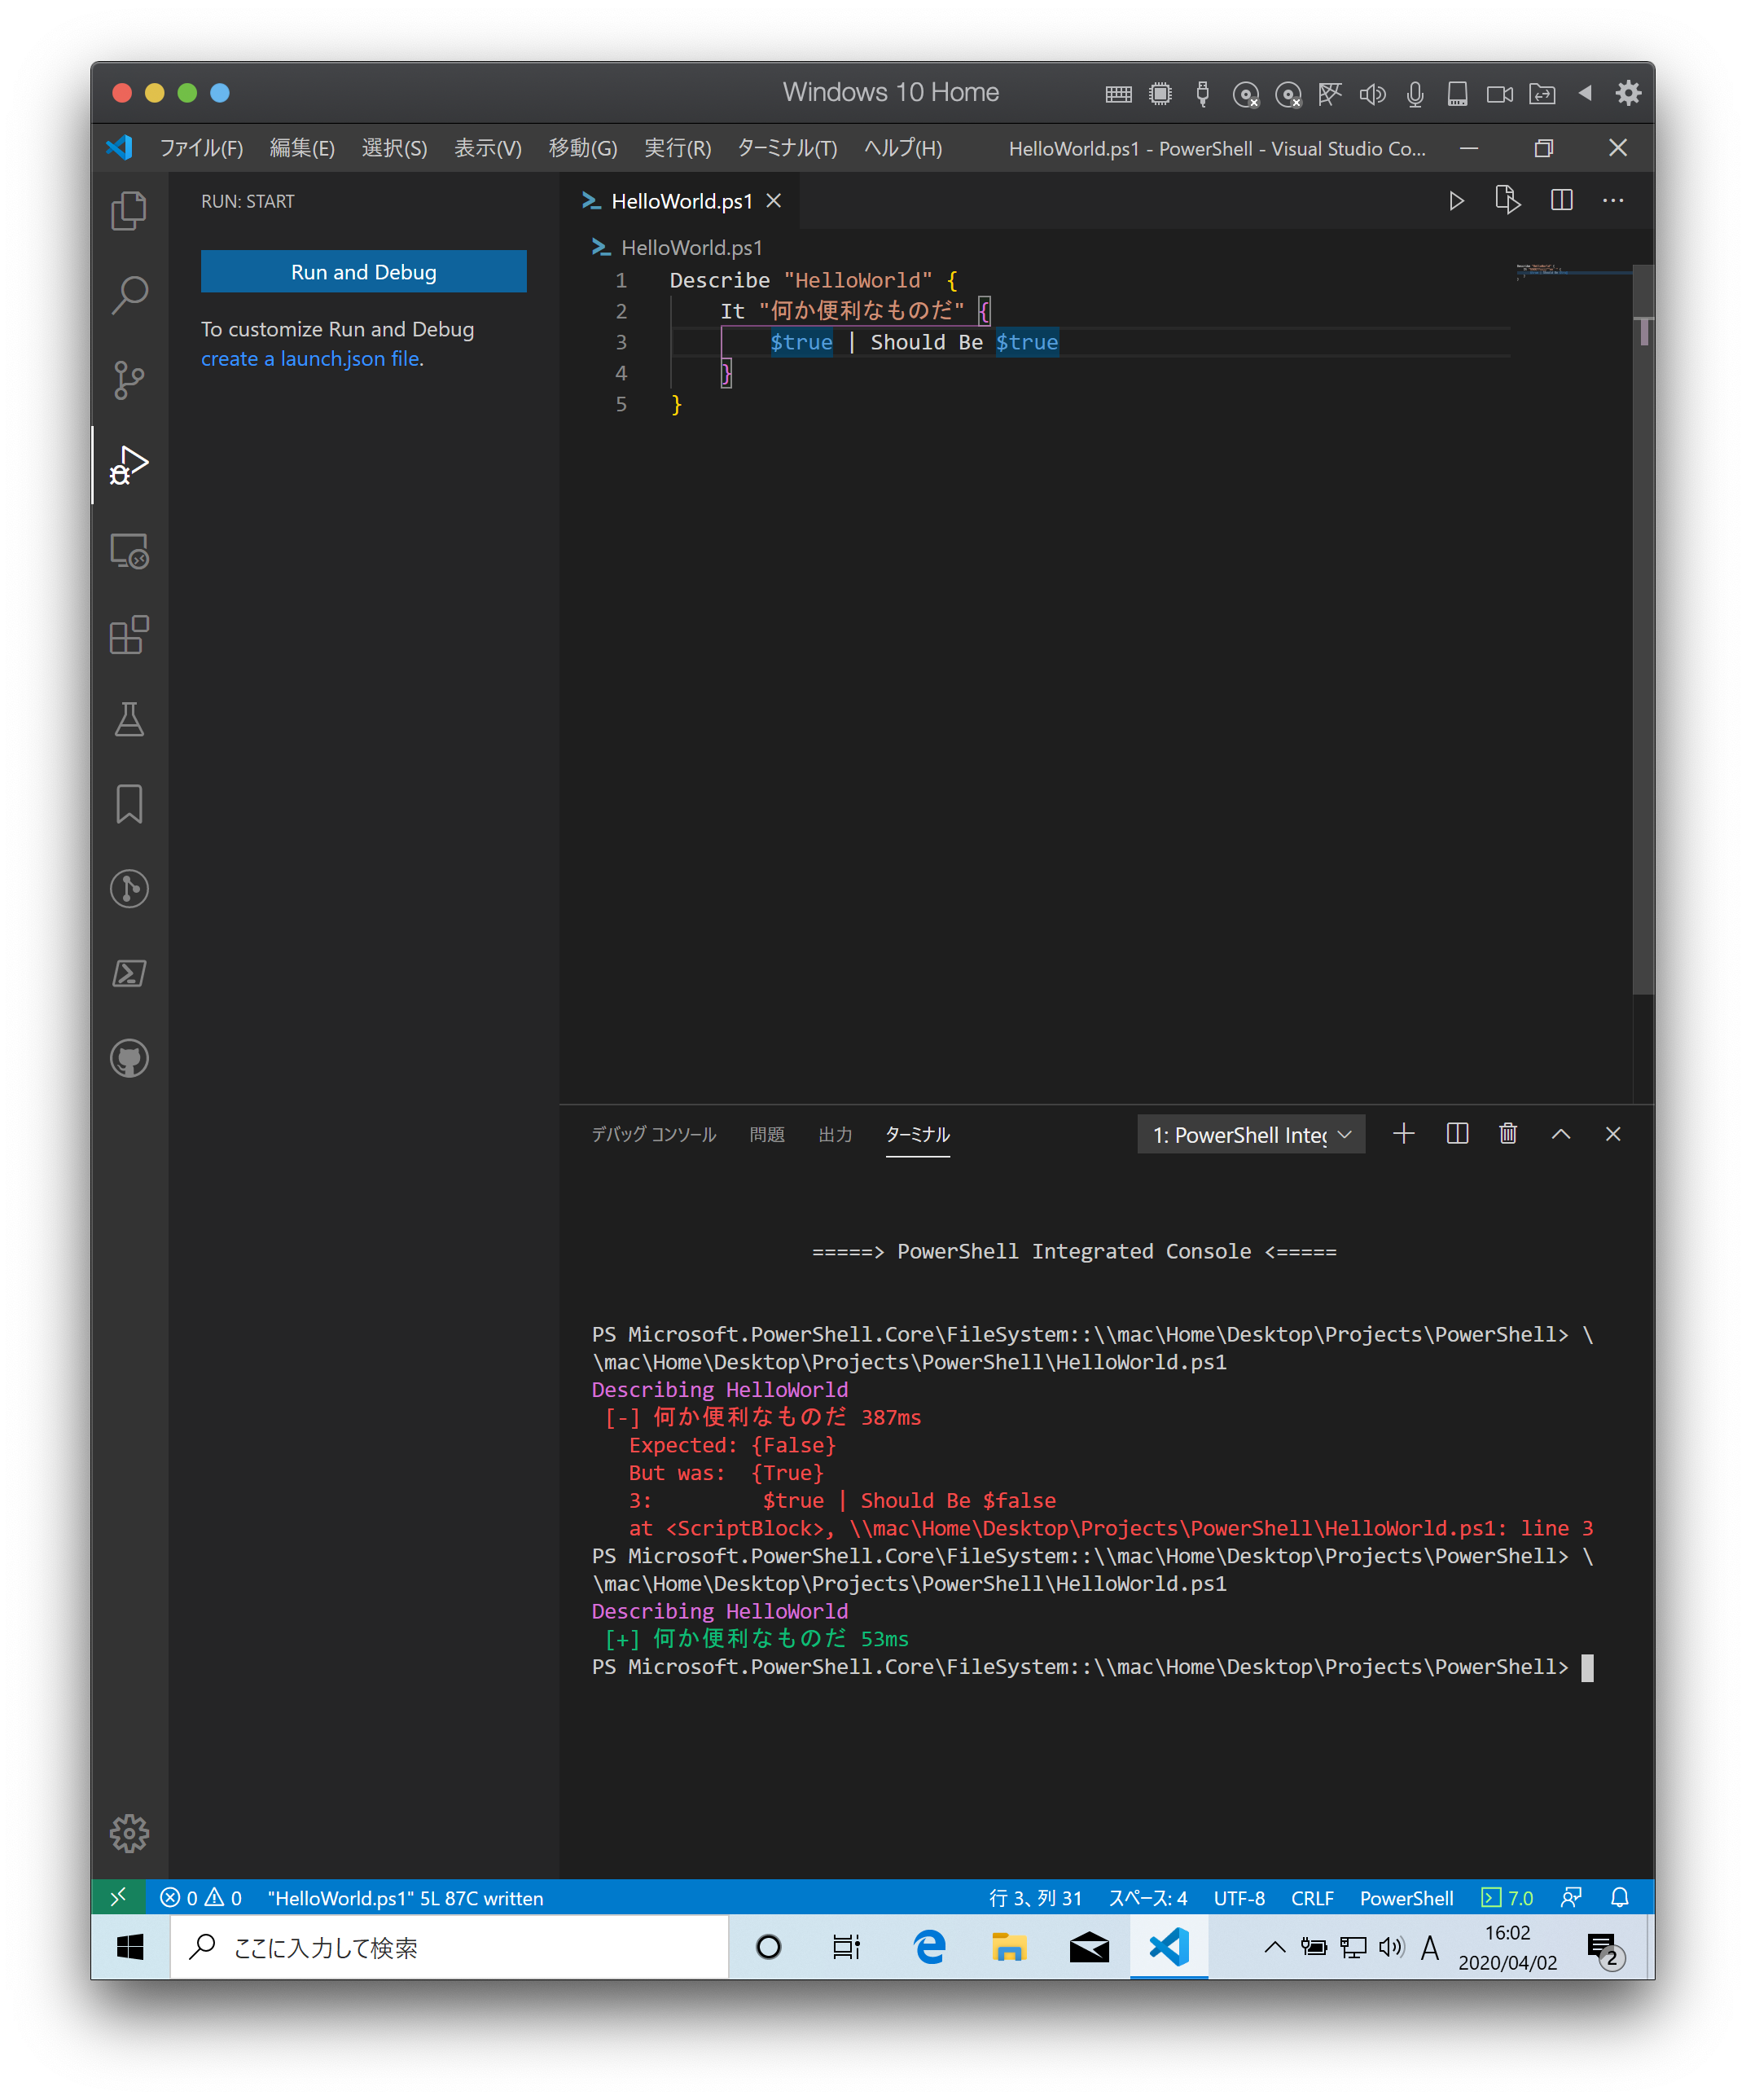 Windows 10 Home
ファイル(F) 編集(E) 選択(S) 表示(V) 移動(G) 実行(R) ターミナル(T) ヘルプ(H) HelloWorld.ps1 - PowerShell - Visual Studio Co...
RUN: START
Run and Debug
To customize Run and Debug
create a launch.json file.
HelloWorld.ps1
HelloWorld.ps1
1 Describe "HelloWorld" {
2 It "何か便利なものだ" {
3 $true | Should Be $true
4 }
5 }
デバッグ コンソール 問題 出力 ターミナル 1: PowerShell Integ
=====> PowerShell Integrated Console <=====
PS Microsoft.PowerShell.Core\FileSystem::\\mac\Home\Desktop\Projects\PowerShell> \
\mac\Home\Desktop\Projects\PowerShell\HelloWorld.ps1
Describing HelloWorld
[-] 何か便利なものだ 387ms
Expected: {False}
But was: {True}
3: $true | Should Be $false
at <ScriptBlock>, \\mac\Home\Desktop\Projects\PowerShell\HelloWorld.ps1: line 3
PS Microsoft.PowerShell.Core\FileSystem::\\mac\Home\Desktop\Projects\PowerShell> \
\mac\Home\Desktop\Projects\PowerShell\HelloWorld.ps1
Describing HelloWorld
[+] 何か便利なものだ 53ms
PS Microsoft.PowerShell.Core\FileSystem::\\mac\Home\Desktop\Projects\PowerShell>
0 0 "HelloWorld.ps1" 5L 87C written 行 3、列 31 スペース: 4 UTF-8 CRLF PowerShell 7.0
ここに入力して検索 A 16:02
2020/04/02 2